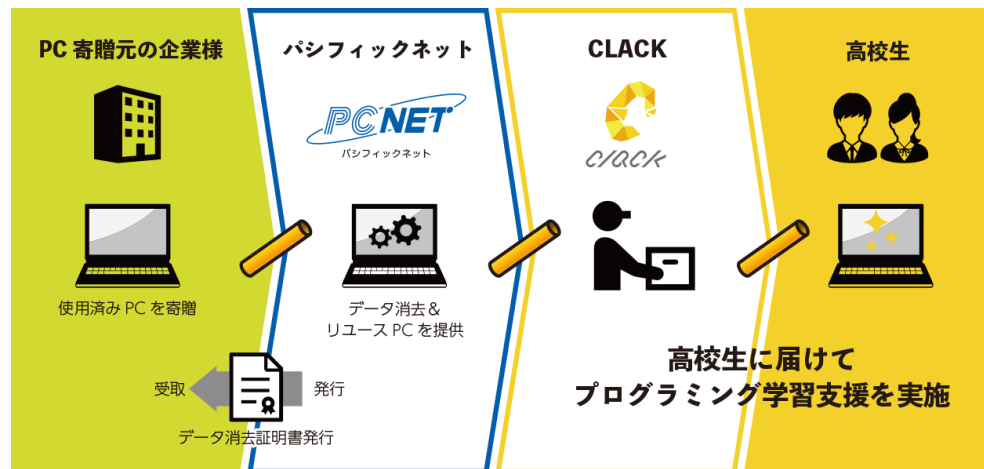 PC 寄贈元の企業様
パシフィックネット
CLACK
高校生
PC NET
パシフィックネット
clack
使用済み PC を寄贈
データ消去＆
リユース PC を提供
受取
発行
データ消去証明書発行
高校生に届けて
プログラミング学習支援を実施